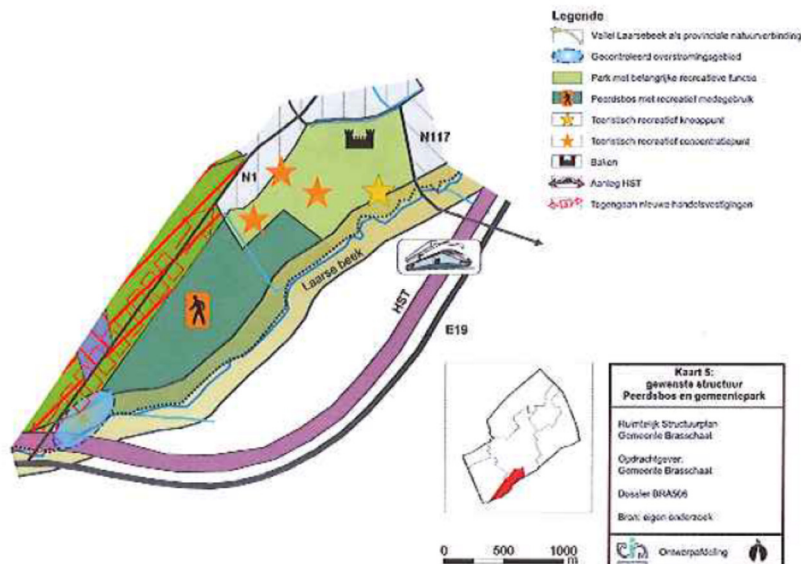 Legende
Vallei Laarsebeek als provinciale natuurverbinding
Gecontroleerd overstromingsgebied
Park met belangrijke recreatieve functie
Peerdsbos met recreatief medegebruik
Toeristisch recreatief knooppunt
Toeristisch recreatief concentratiepunt
Baken
Aanleg HST
Tegengaan nieuwe handelsvestigingen
N117
N1
Laarse beek
HST
E19
Kaart 5:
gewenste structuur
Peerdsbos en gemeentepark
Ruimtelijk Structuurplan
Gemeente Brasschaat
Opdrachtgever:
Gemeente Brasschaat
Dossier BRA506
Bron: eigen onderzoek
Ontwerpafdeling
0 500 1000
m